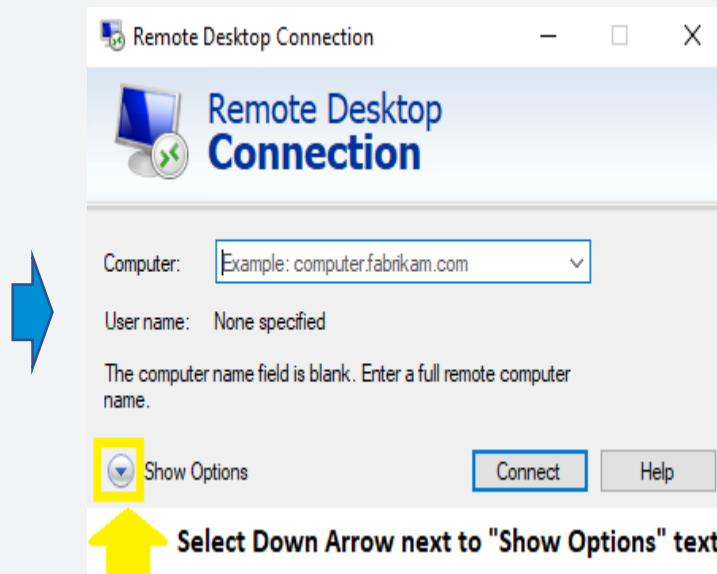 Remote Desktop Connection
Remote Desktop
Connection
Computer: Example: computer.fabrikam.com
User name: None specified
The computer name field is blank. Enter a full remote computer
name.
Show Options Connect Help
Select Down Arrow next to "Show Options" text